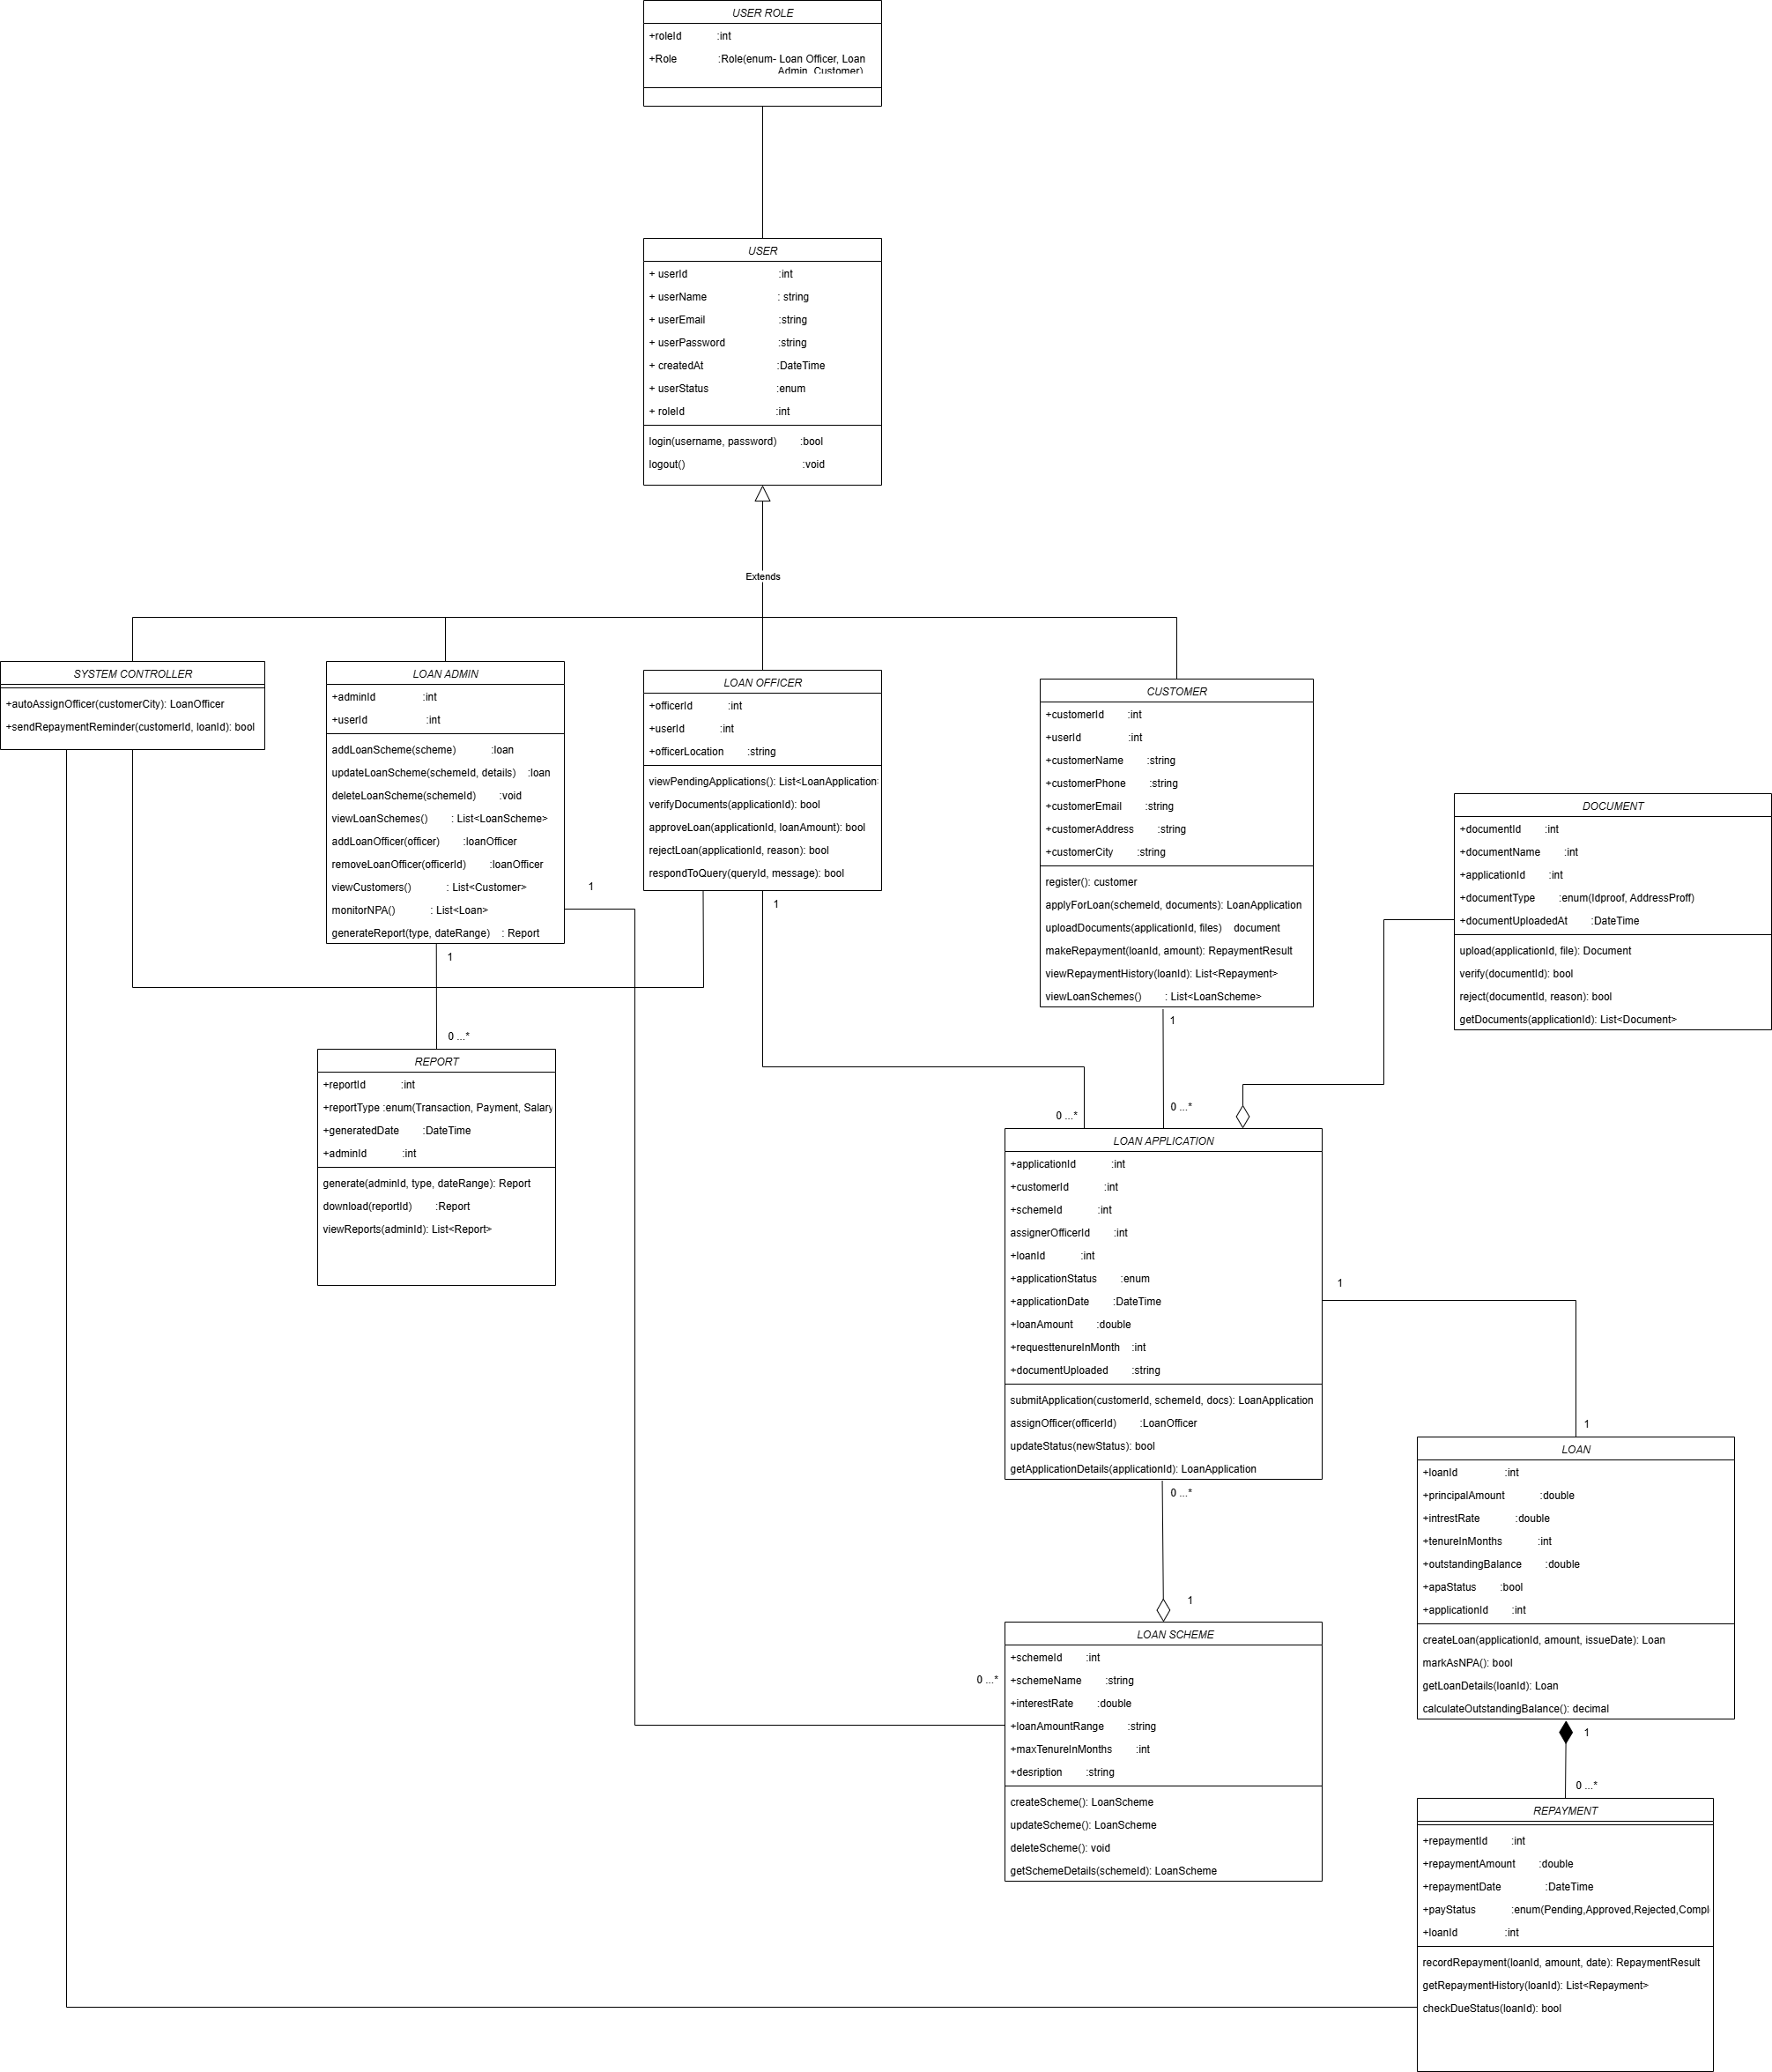 USER ROLE
+roleId :int
+Role :Role(enum- Loan Officer, Loan
Admin, Customer)
USER
+ userId :int
+ userName : string
+ userEmail :string
+ userPassword :string
+ createdAt :DateTime
+ userStatus :enum
+ roleId :int
login(username, password) :bool
logout() :void
Extends
SYSTEM CONTROLLER
+autoAssignOfficer(customerCity): LoanOfficer
+sendRepaymentReminder(customerId, loanId): bool
LOAN ADMIN
+adminId :int
+userId :int
addLoanScheme(scheme) :loan
updateLoanScheme(schemeId, details) :loan
deleteLoanScheme(schemeId) :void
viewLoanSchemes() : List<LoanScheme>
addLoanOfficer(officer) :loanOfficer
removeLoanOfficer(officerId) :loanOfficer
viewCustomers() : List<Customer>
monitorNPA() : List<Loan>
generateReport(type, dateRange) : Report
1
1
0 ...*
LOAN OFFICER
+officerId :int
+userId :int
+officerLocation :string
viewPendingApplications(): List<LoanApplication
verifyDocuments(applicationId): bool
approveLoan(applicationId, loanAmount): bool
rejectLoan(applicationId, reason): bool
respondToQuery(queryId, message): bool
1
CUSTOMER
+customerId :int
+userId :int
+customerName :string
+customerPhone :string
+customerEmail :string
+customerAddress :string
+customerCity :string
register(): customer
applyForLoan(schemeId, documents): LoanApplication
uploadDocuments(applicationId, files) document
makeRepayment(loanId, amount): RepaymentResult
viewRepaymentHistory(loanId): List<Repayment>
viewLoanSchemes() : List<LoanScheme>
1
0 ...*
0 ...*
DOCUMENT
+documentId :int
+documentName :int
+applicationId :int
+documentType :enum(Idproof, AddressProff)
+documentUploadedAt :DateTime
upload(applicationId, file): Document
verify(documentId): bool
reject(documentId, reason): bool
getDocuments(applicationId): List<Document>
REPORT
+reportId :int
+reportType :enum(Transaction, Payment, Salary
+generatedDate :DateTime
+adminId :int
generate(adminId, type, dateRange): Report
download(reportId) :Report
viewReports(adminId): List<Report>
LOAN APPLICATION
+applicationId :int
+customerId :int
+schemeId :int
assignerOfficerId :int
+loanId :int
+applicationStatus :enum
+applicationDate :DateTime
+loanAmount :double
+requesttenureInMonth :int
+documentUploaded :string
submitApplication(customerId, schemeId, docs): LoanApplication
assignOfficer(officerId) :LoanOfficer
updateStatus(newStatus): bool
getApplicationDetails(applicationId): LoanApplication
1
1
0 ...*
1
0 ...*
LOAN
+loanId :int
+principalAmount :double
+intrestRate :double
+tenureInMonths :int
+outstandingBalance :double
+apaStatus :bool
+applicationId :int
createLoan(applicationId, amount, issueDate): Loan
markAsNPA(): bool
getLoanDetails(loanId): Loan
calculateOutstandingBalance(): decimal
1
0 ...*
LOAN SCHEME
+schemeId :int
+schemeName :string
+interestRate :double
+loanAmountRange :string
+maxTenureInMonths :int
+desription :string
createScheme(): LoanScheme
updateScheme(): LoanScheme
deleteScheme(): void
getSchemeDetails(schemeId): LoanScheme
REPAYMENT
+repaymentId :int
+repaymentAmount :double
+repaymentDate :DateTime
+payStatus :enum(Pending,Approved,Rejected,Compl
+loanId :int
recordRepayment(loanId, amount, date): RepaymentResult
getRepaymentHistory(loanId): List<Repayment>
checkDueStatus(loanId): bool